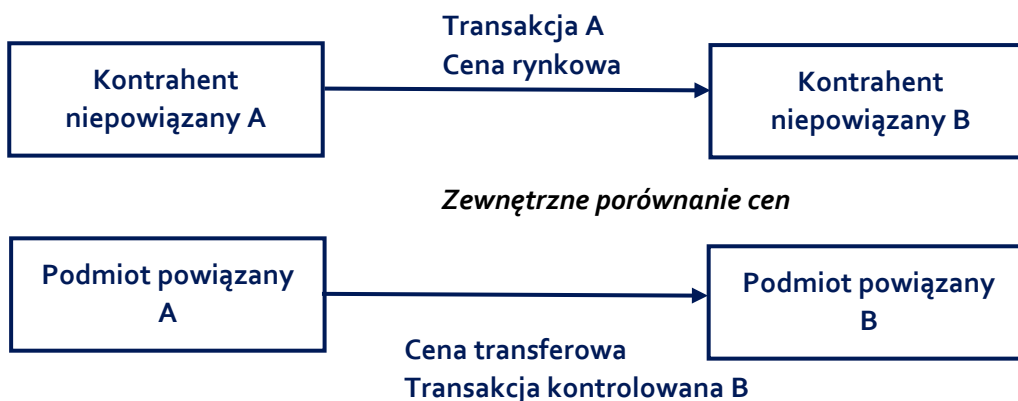 Transakcja A
Cena rynkowa
Kontrahent
niepowiązany A
Kontrahent
niepowiązany B
Zewnętrzne porównanie cen
Podmiot powiązany
A
Podmiot powiązany
B
Cena transferowa
Transakcja kontrolowana B